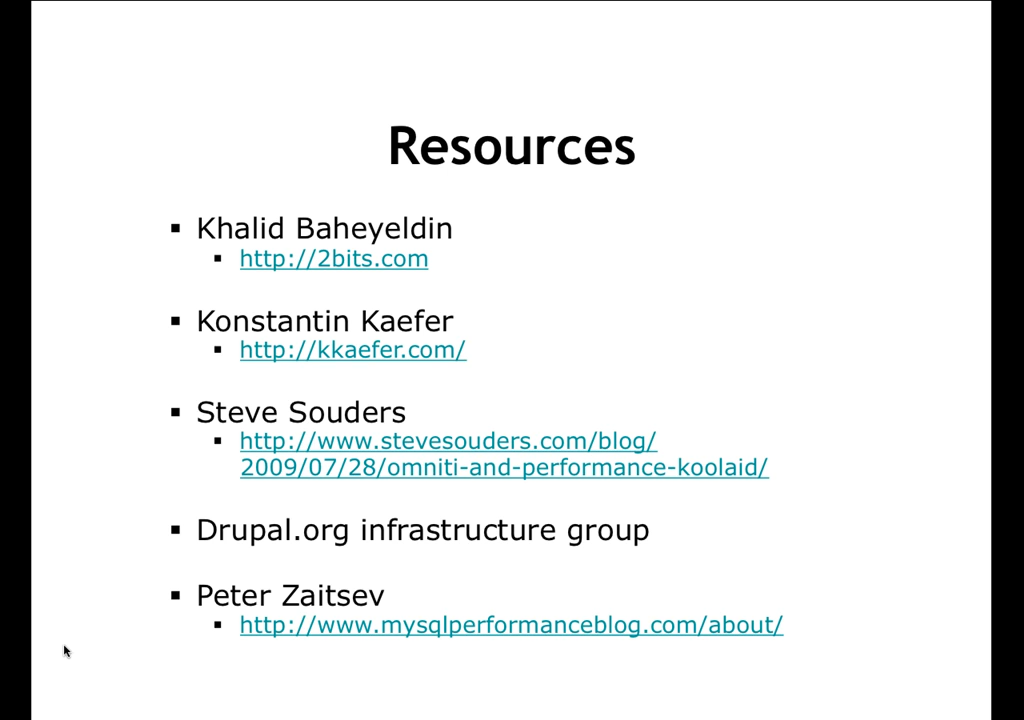 Resources
▪ Khalid Baheyeldin
▪ http://2bits.com
▪ Konstantin Kaefer
▪ http://kkaefer.com/
▪ Steve Souders
▪ http://www.stevesouders.com/blog/
2009/07/28/omniti-and-performance-koolaid/
▪ Drupal.org infrastructure group
▪ Peter Zaitsev
▪ http://www.mysqlperformanceblog.com/about/